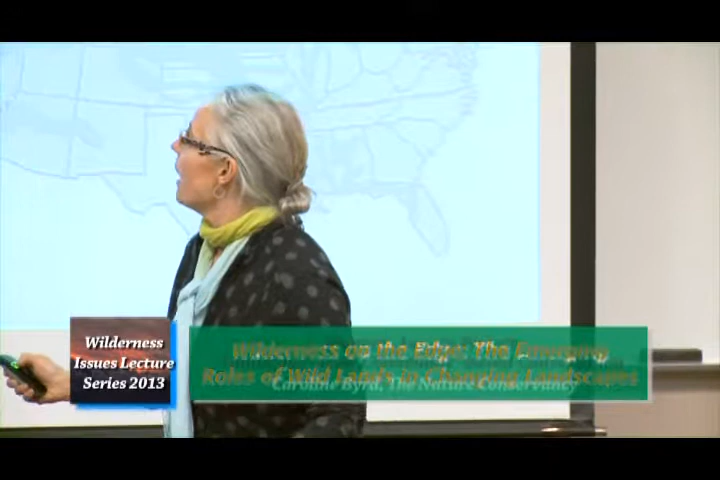 Wilderness
Issues Lecture
Series 2013
Wilderness on the Edge: The Emerging
Roles of Wild Lands in Changing Landscapes
Caroline Byrd, The Nature Conservancy